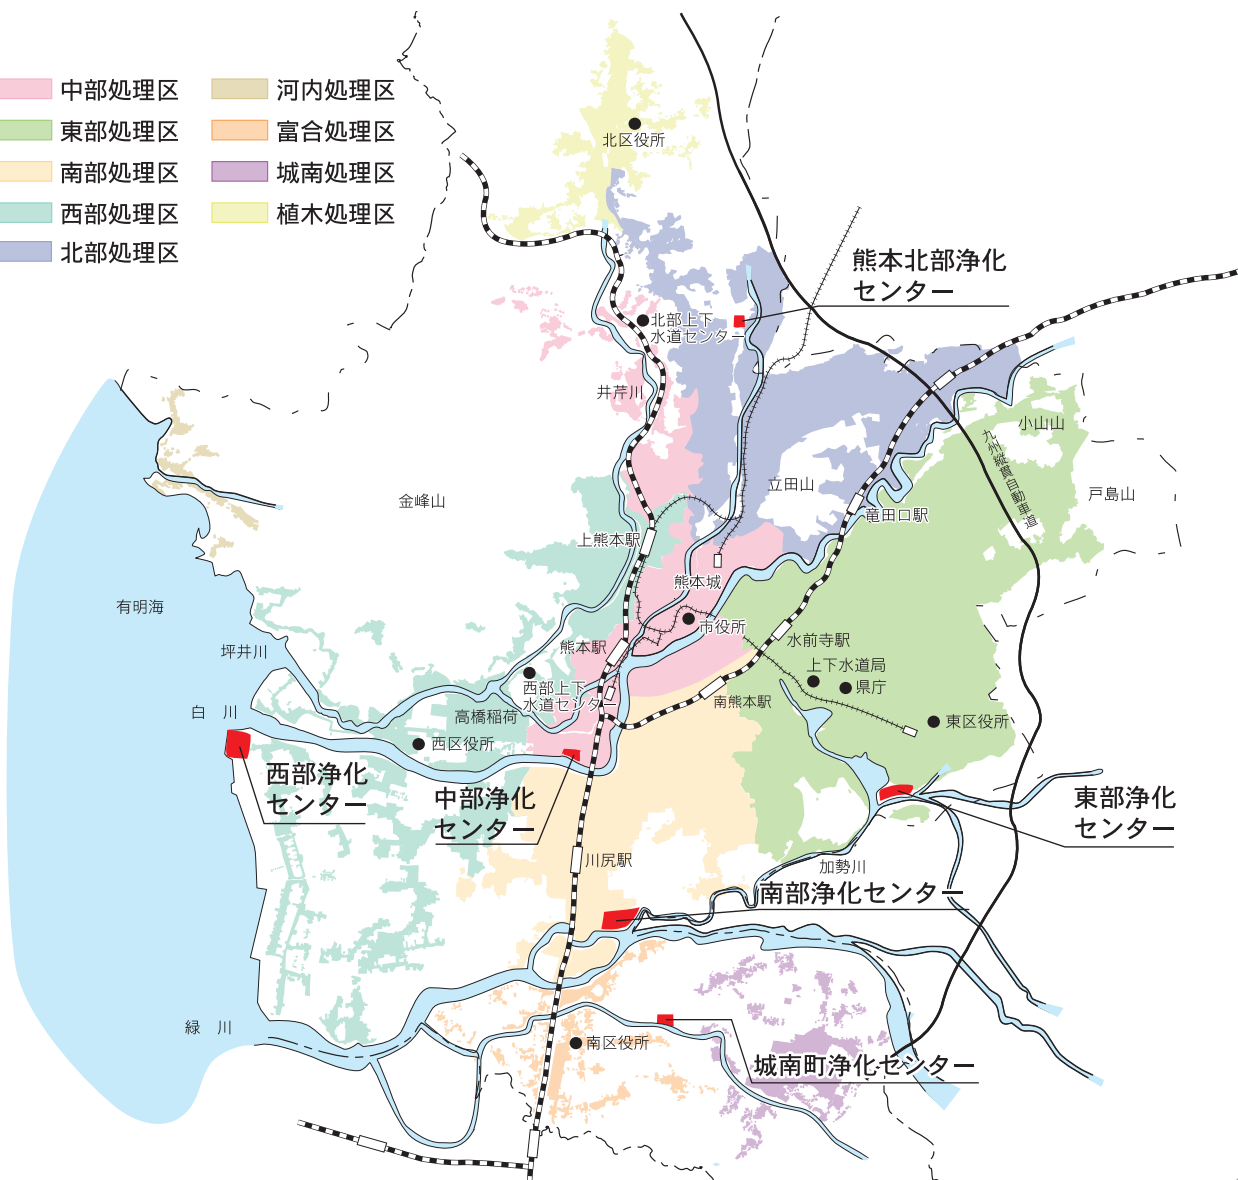 中部処理区
東部処理区
南部処理区
西部処理区
北部処理区
河内処理区
富合処理区
城南処理区
植木処理区
北区役所
熊本北部浄化
センター
北部上下
水道センター
井芹川
小山山
九州縦貫自動車道
金峰山
立田山
戸島山
竜田口駅
上熊本駅
熊本城
有明海
市役所
坪井川
熊本駅
水前寺駅
上下水道局
県庁
西部上下
水道センター
南熊本駅
白 川
高橋稲荷
東区役所
西区役所
西部浄化
センター
中部浄化
センター
東部浄化
センター
川尻駅
加勢川
南部浄化センター
緑 川
南区役所
城南町浄化センター